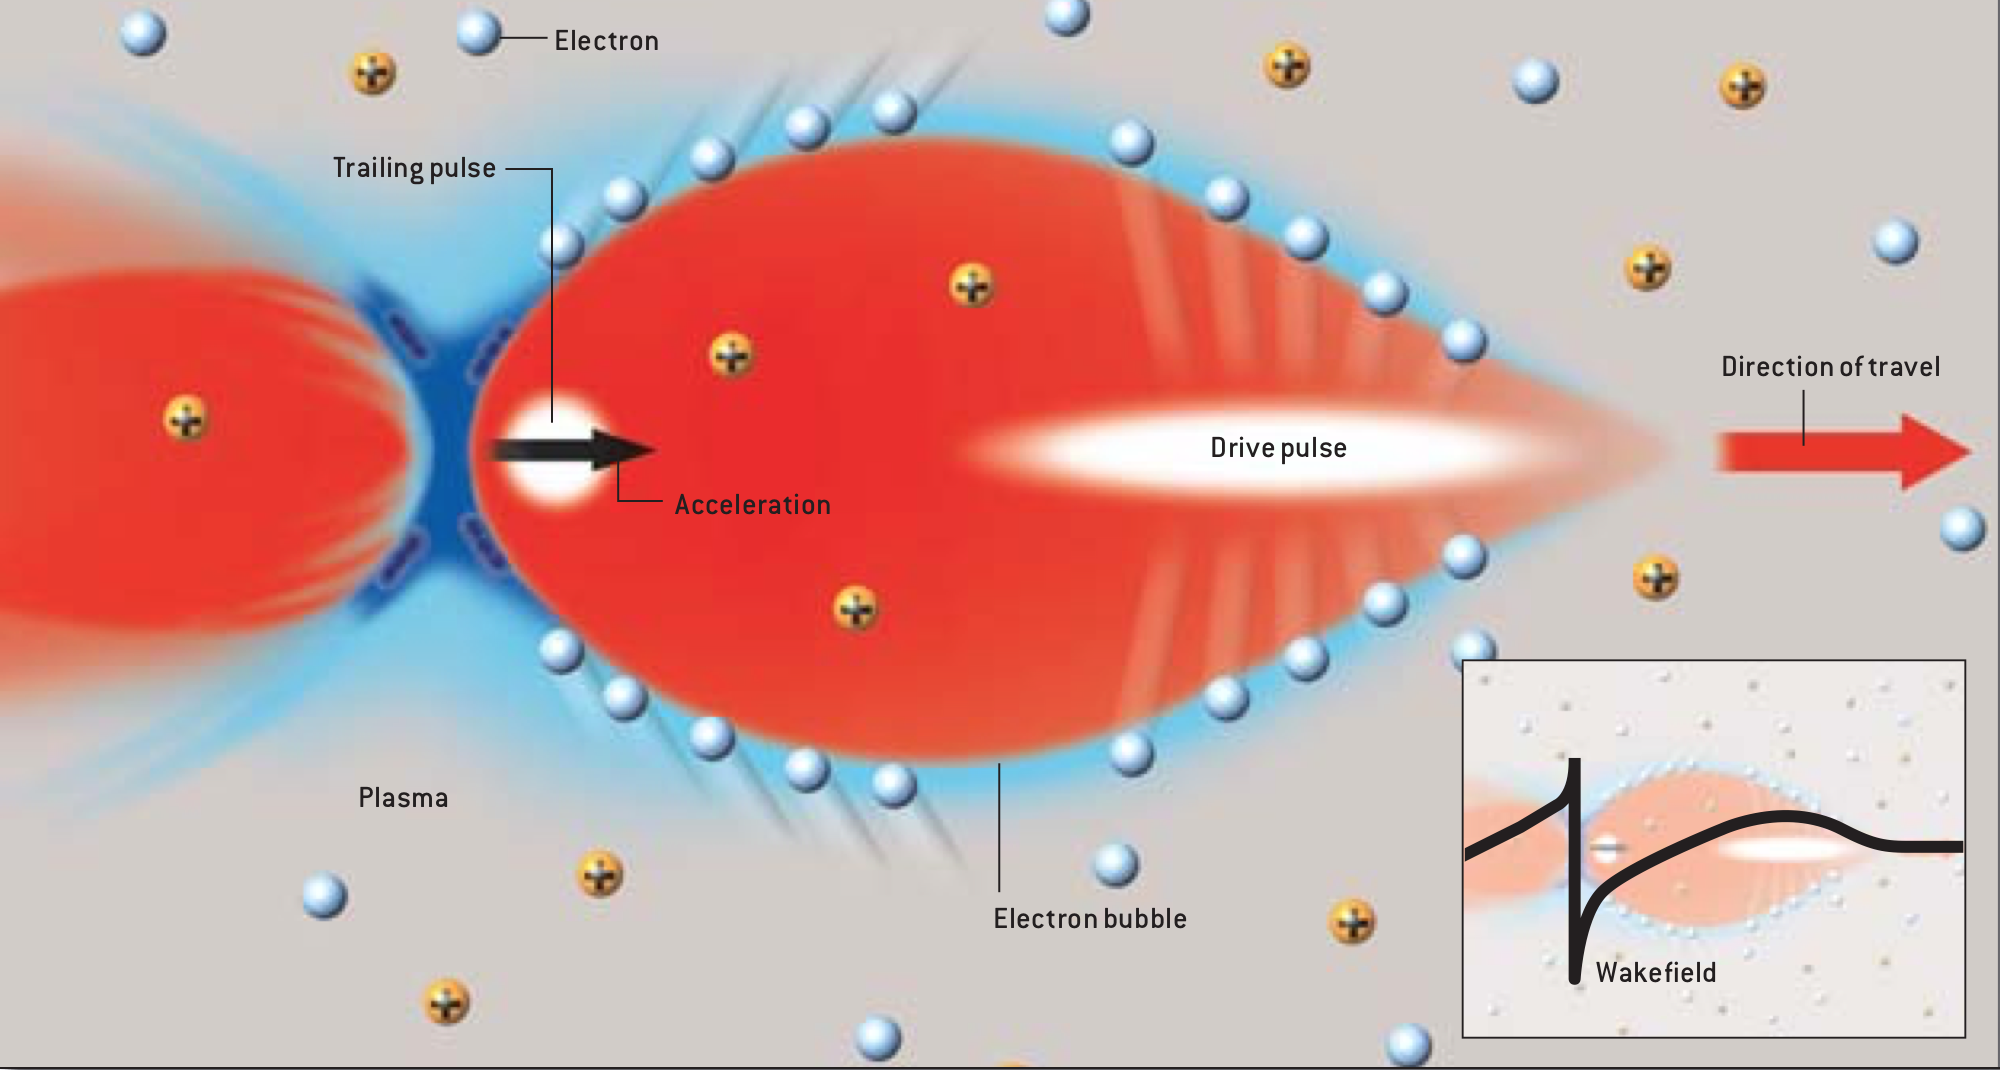 Electron
Trailing pulse
Direction of travel
Drive pulse
Acceleration
Plasma
Electron bubble
Wakefield